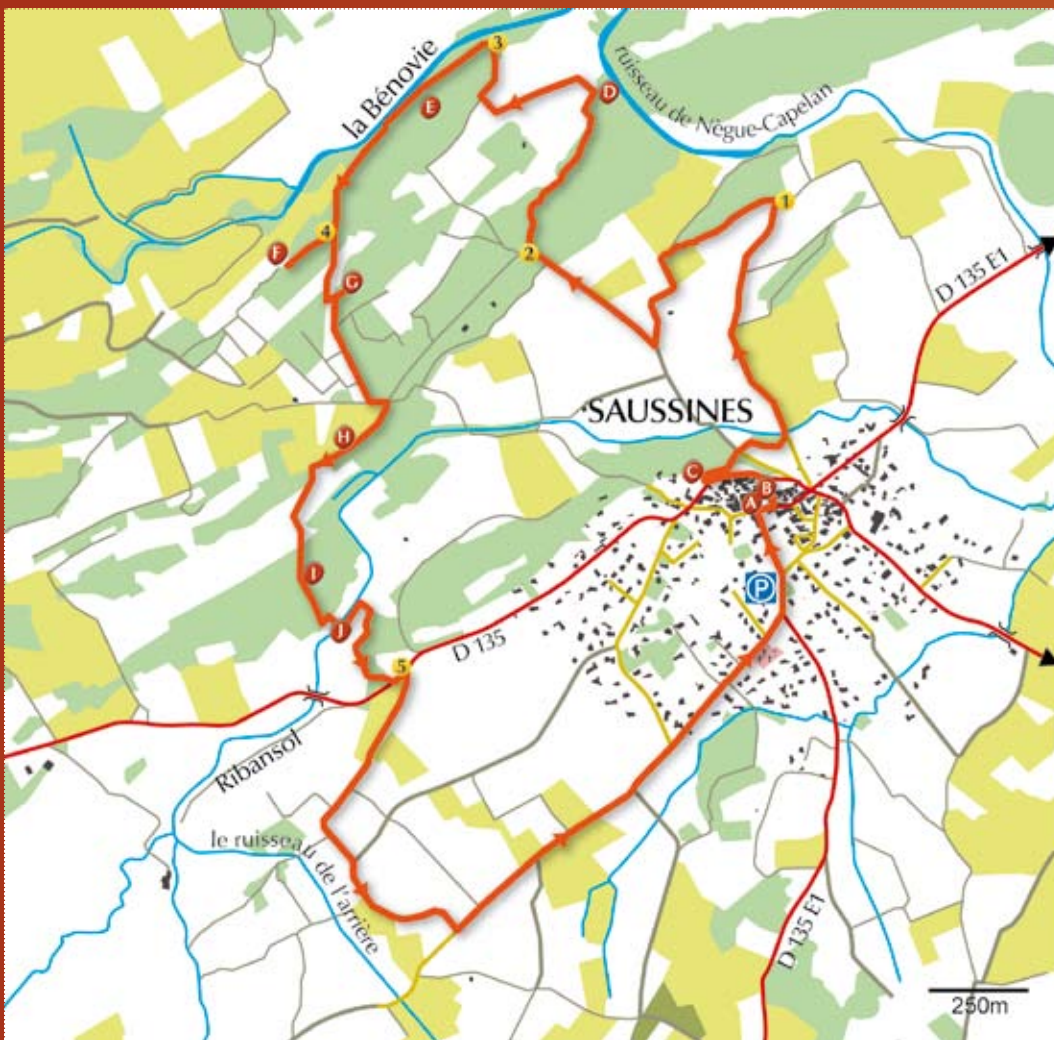 la Bénovie
3
E
D
ruisseau de Nègue-Capelan
1
4
F
2
G
D 135 E1
SAUSSINES
H
C
B
A
I
P
J
5
D 135
Ribansol
le ruisseau de l'arrière
D 135 E1
250m